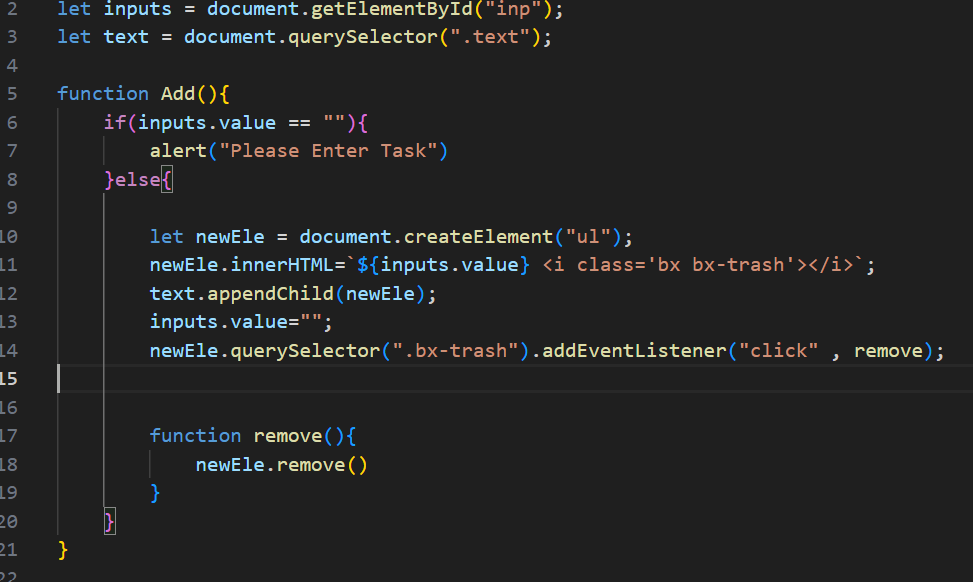 2 let inputs = document.getElementById("inp");
3 let text = document.querySelector(".text");
4
5 function Add(){
6 if(inputs.value == ""){
7 alert("Please Enter Task")
8 }else{
9
10 let newEle = document.createElement("ul");
11 newEle.innerHTML=`${inputs.value} <i class='bx bx-trash'></i>`;
12 text.appendChild(newEle);
13 inputs.value="";
14 newEle.querySelector(".bx-trash").addEventListener("click" , remove);
15
16
17 function remove(){
18 newEle.remove()
19 }
20 }
21 }
22